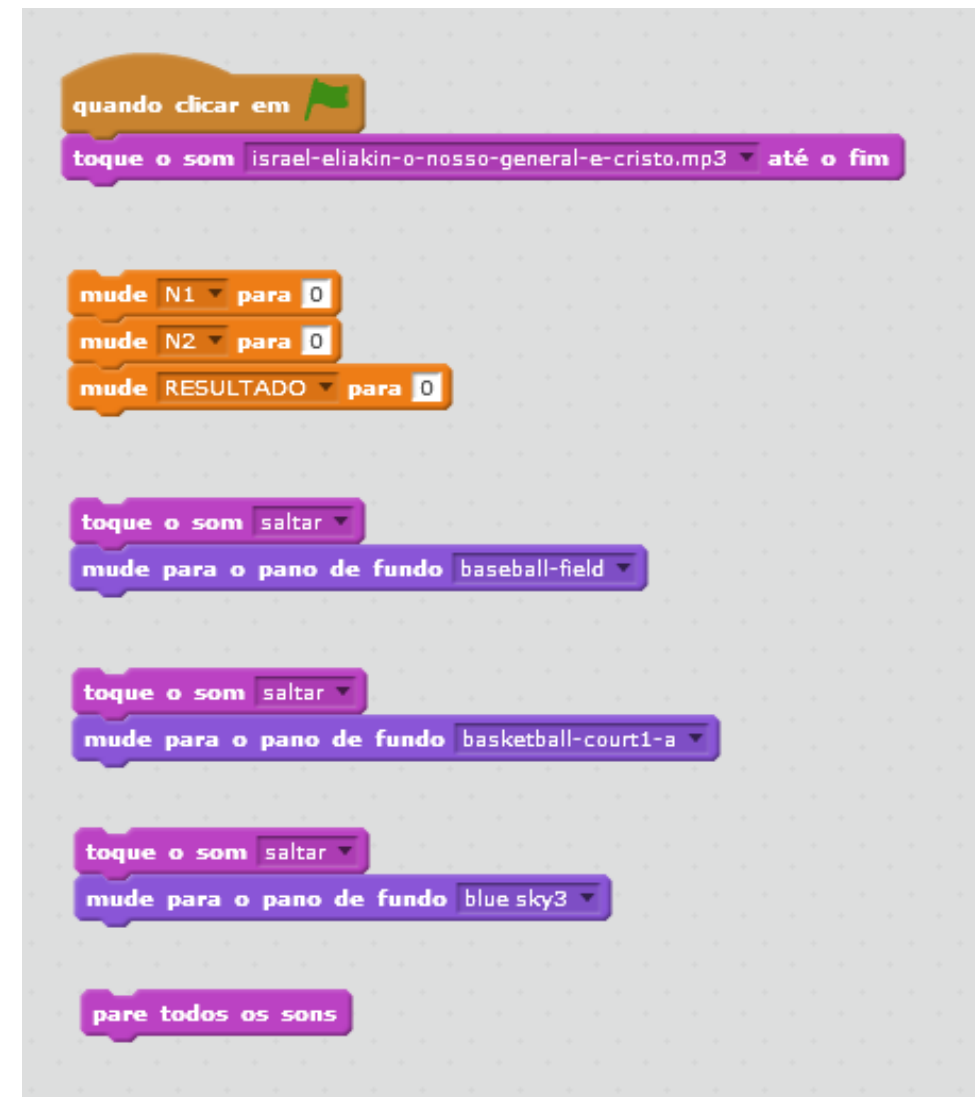 quando clicar em
toque o som israel-eliakin-o-nosso-general-e-cristo.mp3 até o fim
mude N1 para 0
mude N2 para 0
mude RESULTADO para 0
toque o som saltar
mude para o pano de fundo baseball-field
toque o som saltar
mude para o pano de fundo basketball-court1-a
toque o som saltar
mude para o pano de fundo blue sky3
pare todos os sons